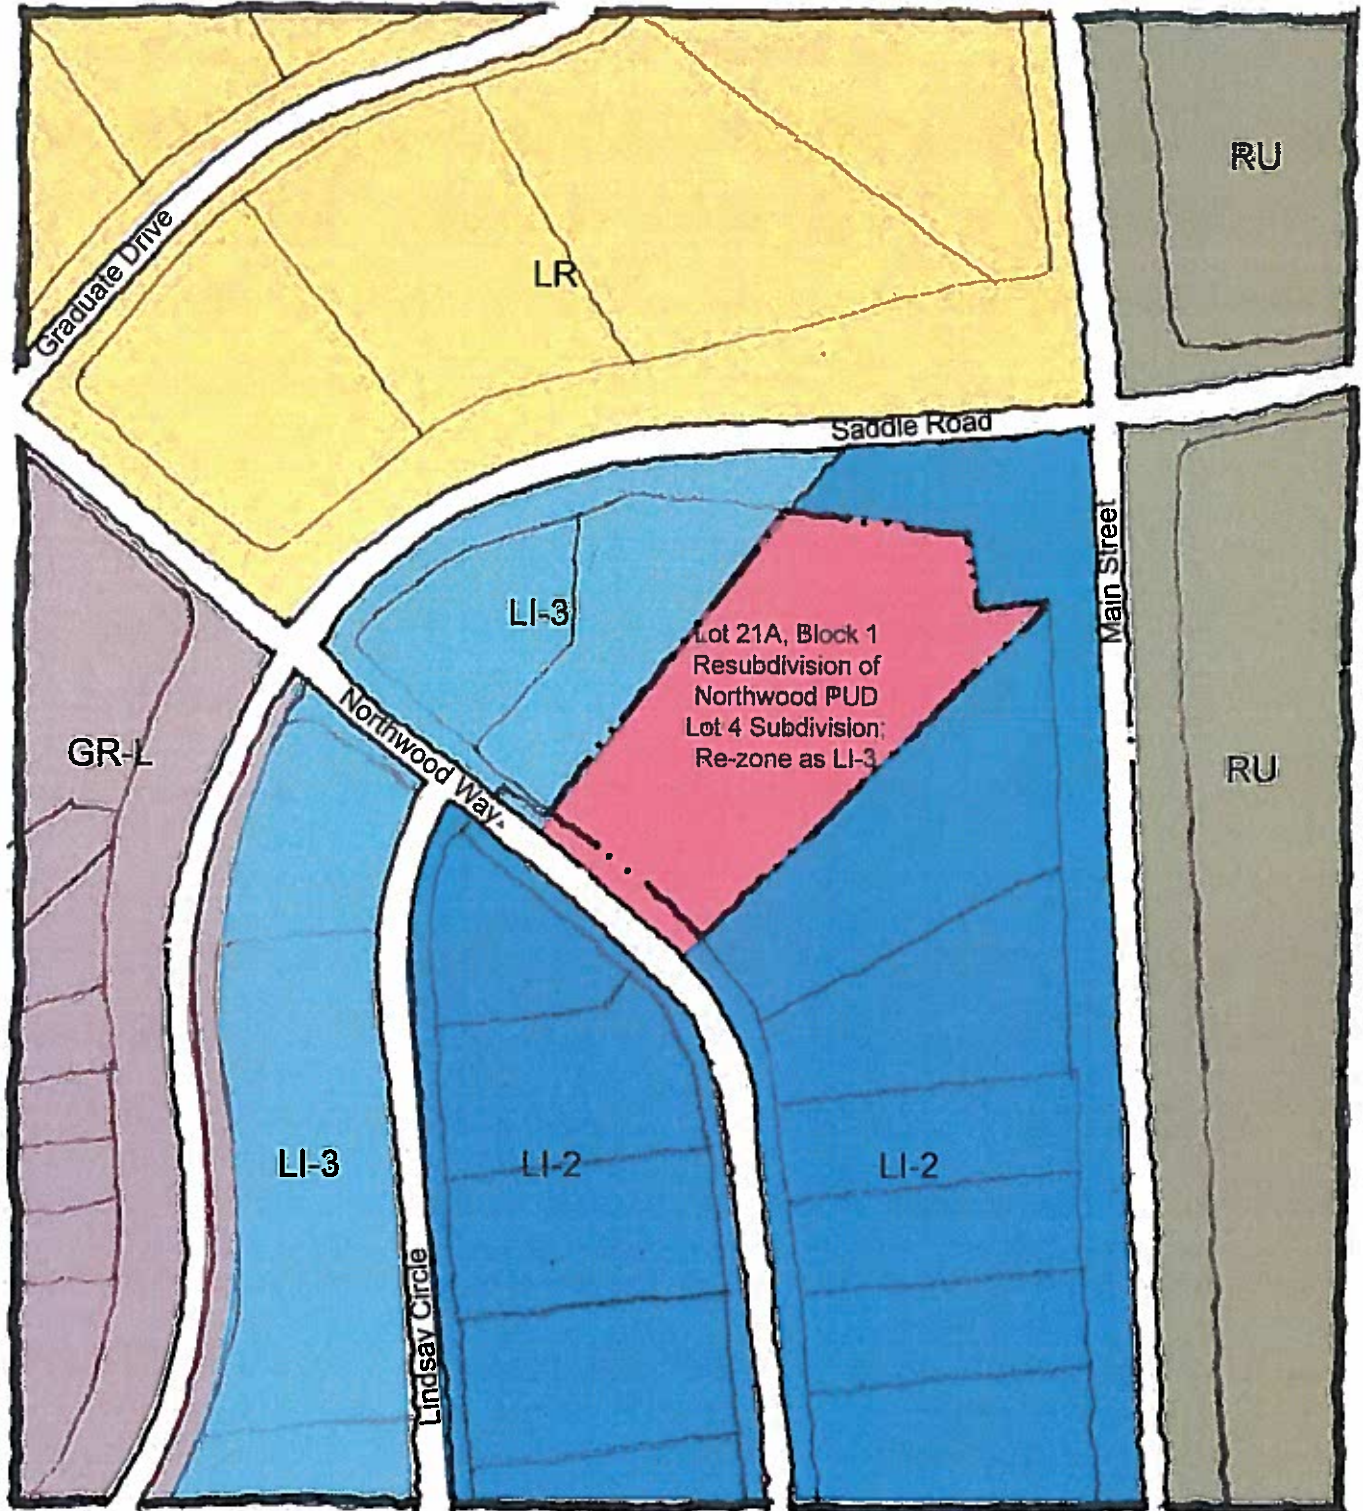 RU
Graduate Drive
LR
Saddle Road
Main Street
LI-3
Lot 21A, Block 1
Resubdivision of
Northwood PUD
Lot 4 Subdivision;
Re-zone as LI-3
Northwood Way
GR-L
RU
LI-3
LI-2
LI-2
Lindsay Circle